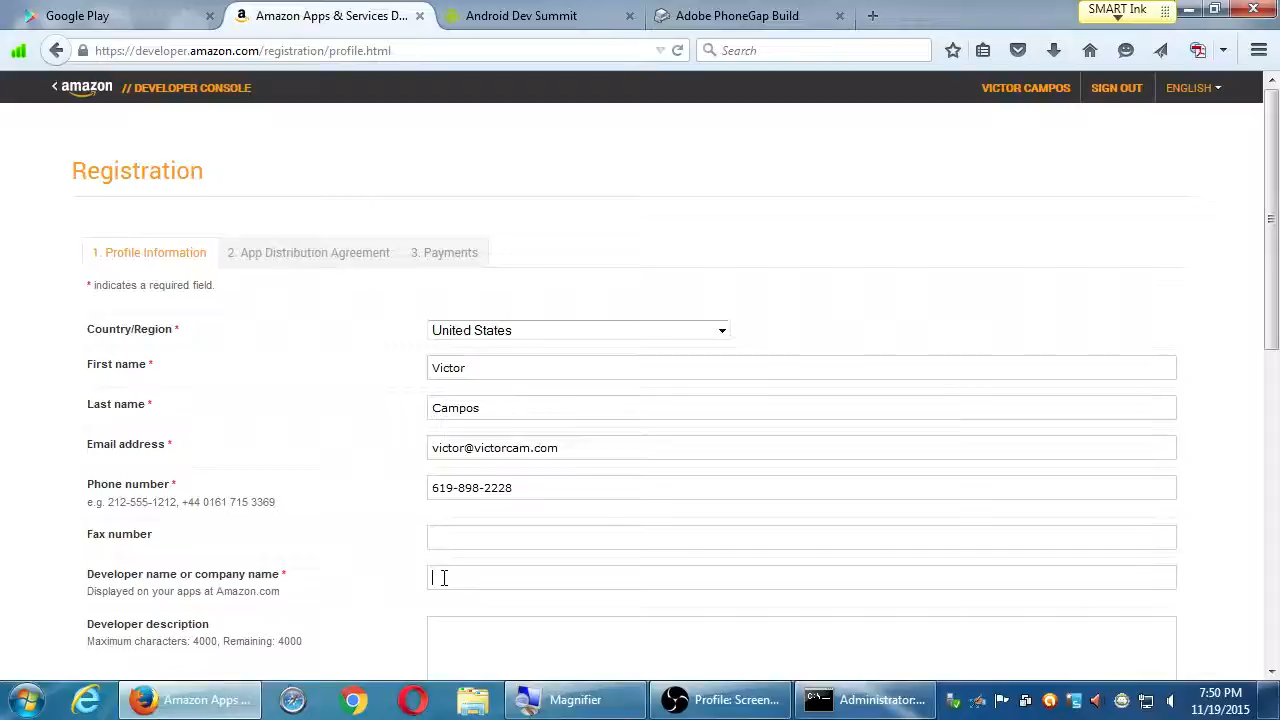 Google Play
Amazon Apps & Services D...
Android Dev Summit
Adobe PhoneGap Build
SMART Ink
https://developer.amazon.com/registration/profile.html
Search
amazon // DEVELOPER CONSOLE
VICTOR CAMPOS
SIGN OUT
ENGLISH
Registration
1. Profile Information
2. App Distribution Agreement
3. Payments
* indicates a required field.
Country/Region *
United States
First name *
Victor
Last name *
Campos
Email address *
victor@victorcam.com
Phone number *
619-898-2228
e.g. 212-555-1212, +44 0161 715 3369
Fax number
Developer name or company name *
Displayed on your apps at Amazon.com
Developer description
Maximum characters: 4000, Remaining: 4000
Amazon Apps ...
Magnifier
Profile: Screen...
Administrator:...
7:50 PM
11/19/2015